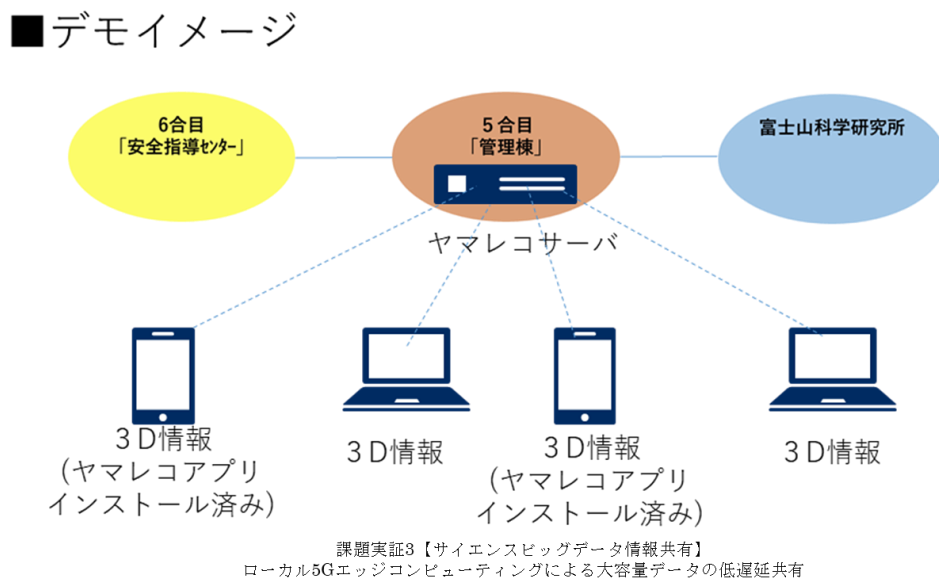 ■デモイメージ
6合目
「安全指導ｾﾝﾀｰ」
５合目
「管理棟」
富士山科学研究所
ヤマレコサーバ
３Ｄ情報
(ヤマレコアプリ
インストール済み)
３Ｄ情報
３Ｄ情報
(ヤマレコアプリ
インストール済み)
３Ｄ情報
課題実証3【サイエンスビッグデータ情報共有】
ローカル5Gエッジコンピューティングによる大容量データの低遅延共有